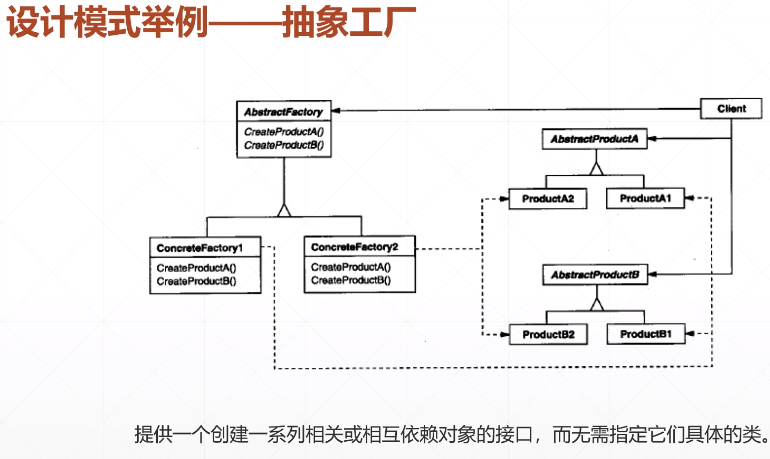 设计模式举例——抽象工厂
AbstractFactory
CreateProductA()
CreateProductB()
Client
AbstractProductA
ProductA2
ProductA1
ConcreteFactory1
CreateProductA()
CreateProductB()
ConcreteFactory2
CreateProductA()
CreateProductB()
AbstractProductB
ProductB2
ProductB1
提供一个创建一系列相关或相互依赖对象的接口，而无需指定它们具体的类。